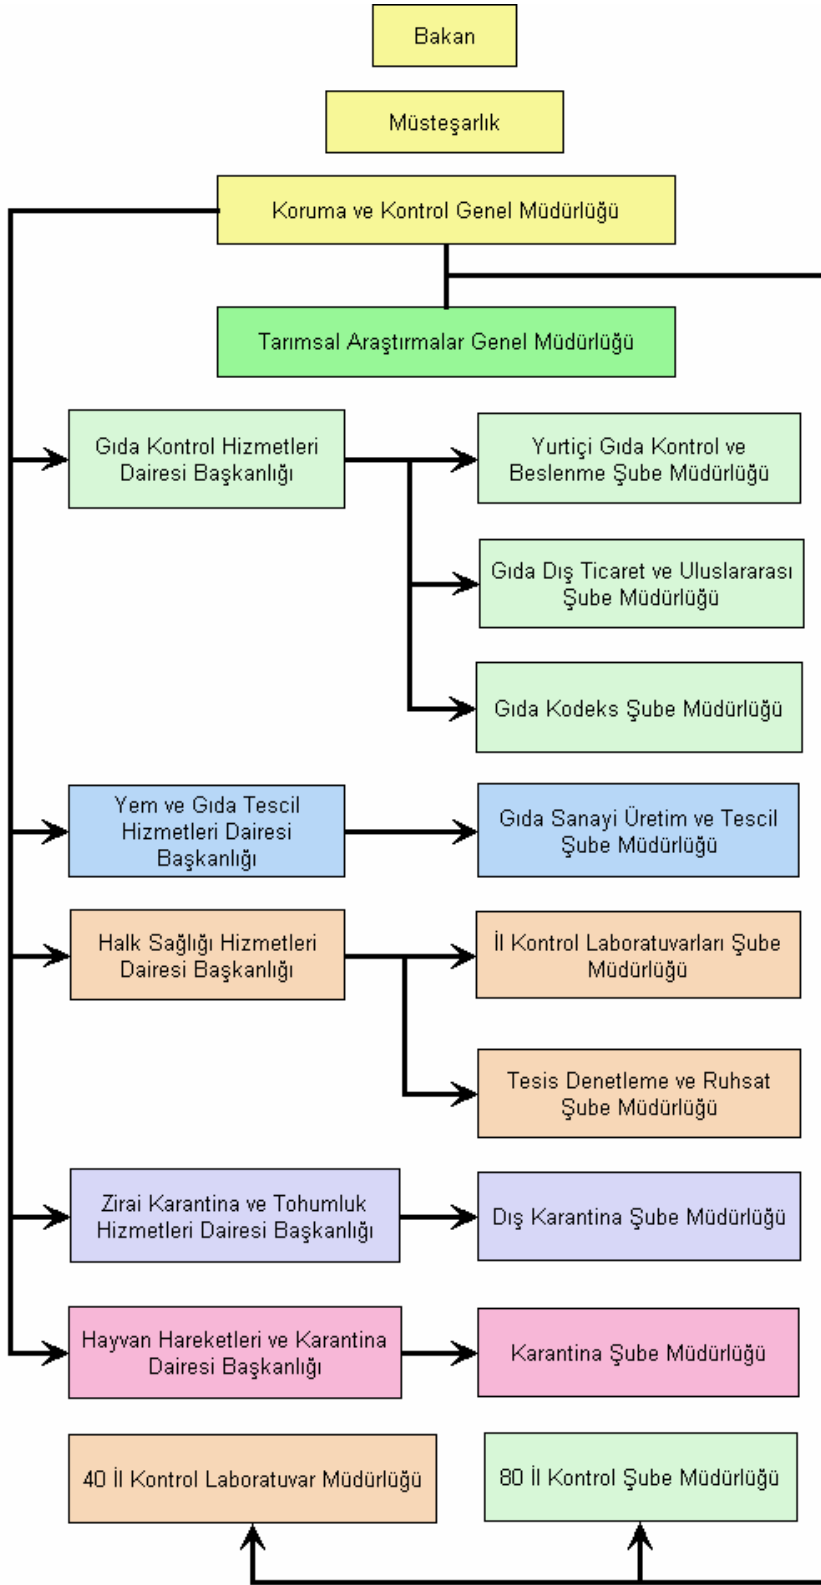 Bakan
Müsteşarlık
Koruma ve Kontrol Genel Müdürlüğü
Tarımsal Araştırmalar Genel Müdürlüğü
Gıda Kontrol Hizmetleri
Dairesi Başkanlığı
Yurtiçi Gıda Kontrol ve
Beslenme Şube Müdürlüğü
Gıda Dış Ticaret ve Uluslararası
Şube Müdürlüğü
Gıda Kodeks Şube Müdürlüğü
Yem ve Gıda Tescil
Hizmetleri Dairesi
Başkanlığı
Gıda Sanayi Üretim ve Tescil
Şube Müdürlüğü
Halk Sağlığı Hizmetleri
Dairesi Başkanlığı
İl Kontrol Laboratuvarları Şube
Müdürlüğü
Tesis Denetleme ve Ruhsat
Şube Müdürlüğü
Zirai Karantina ve Tohumluk
Hizmetleri Dairesi Başkanlığı
Dış Karantina Şube Müdürlüğü
Hayvan Hareketleri ve Karantina
Dairesi Başkanlığı
Karantina Şube Müdürlüğü
40 İl Kontrol Laboratuvar Müdürlüğü
80 İl Kontrol Şube Müdürlüğü